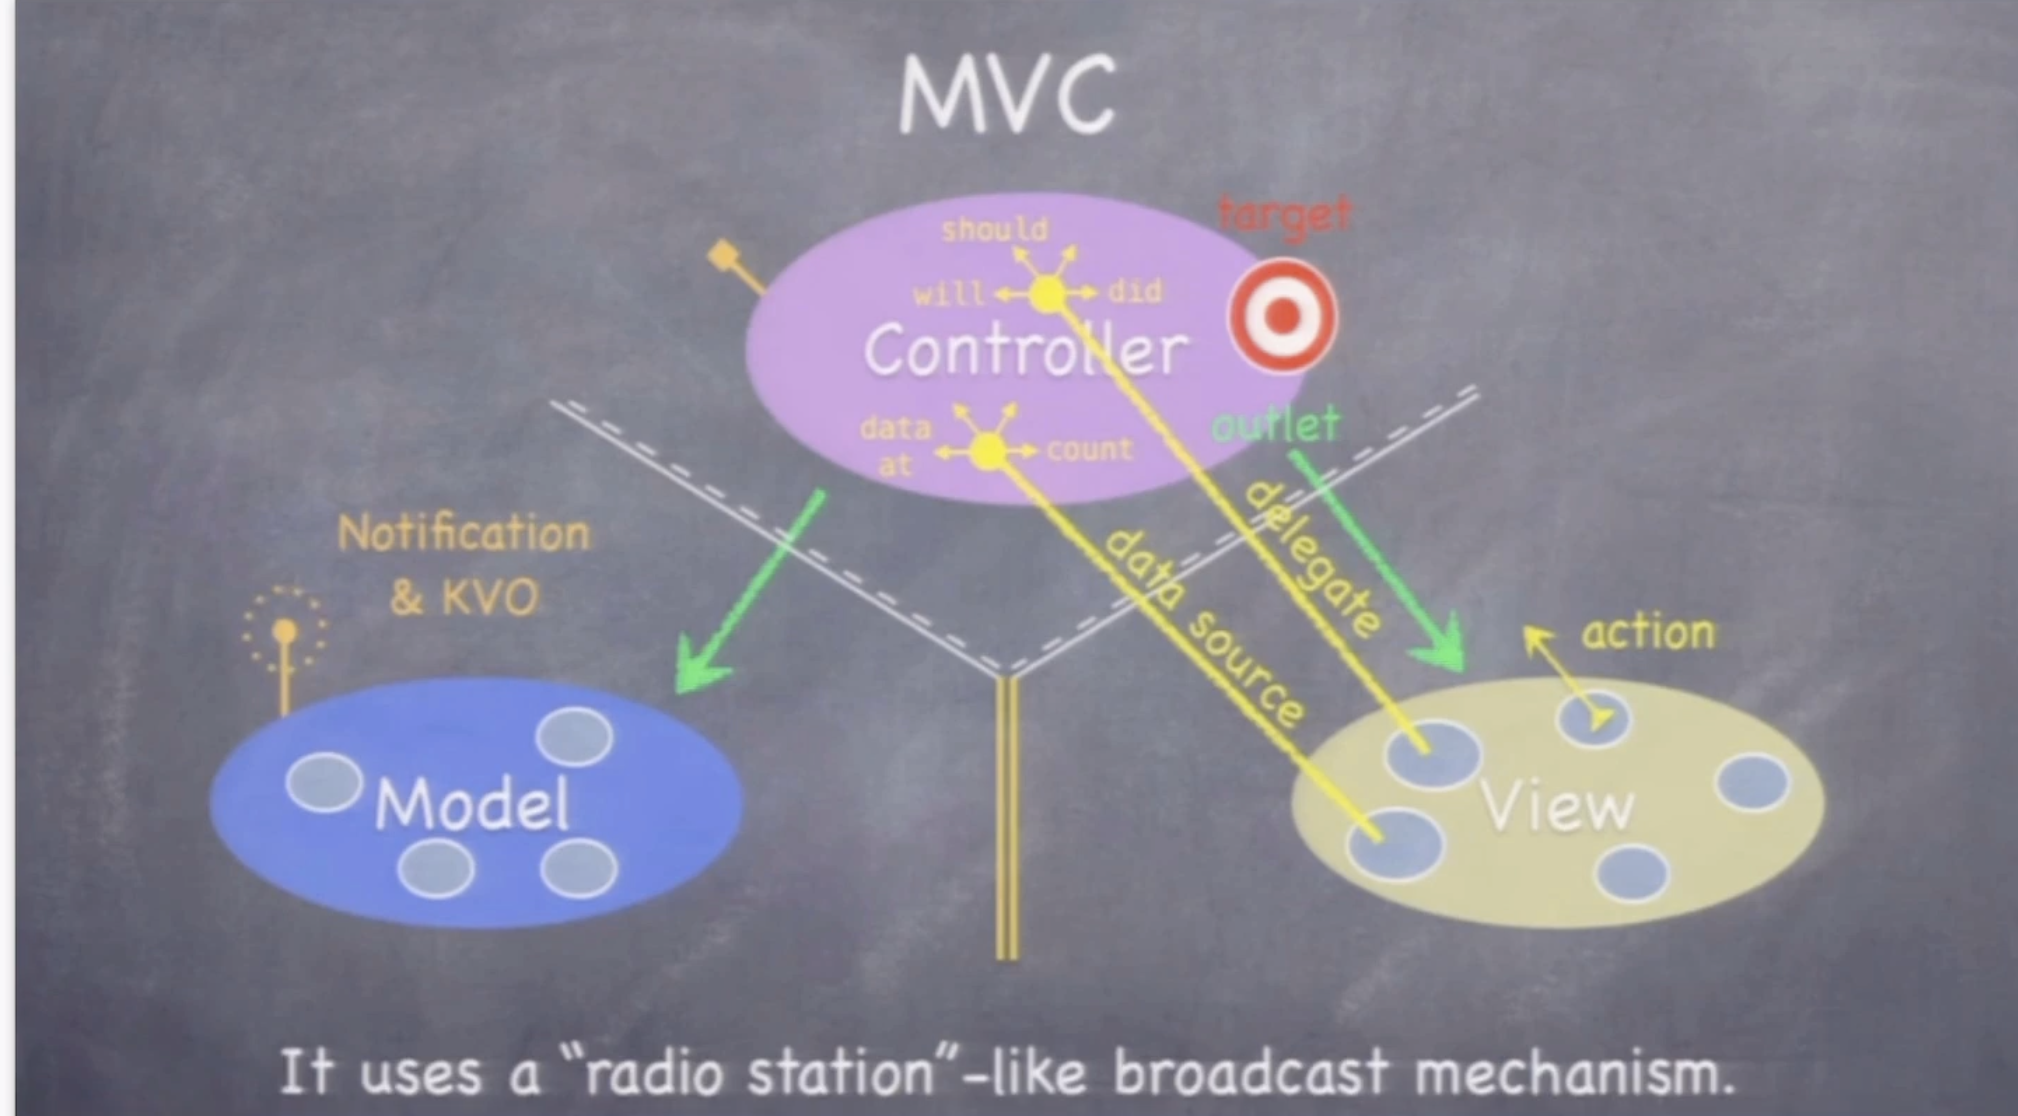 MVC
target
should
will
did
Controller
data
at
count
outlet
delegate
data source
Notification
& KVO
action
Model
View
It uses a “radio station”-like broadcast mechanism.